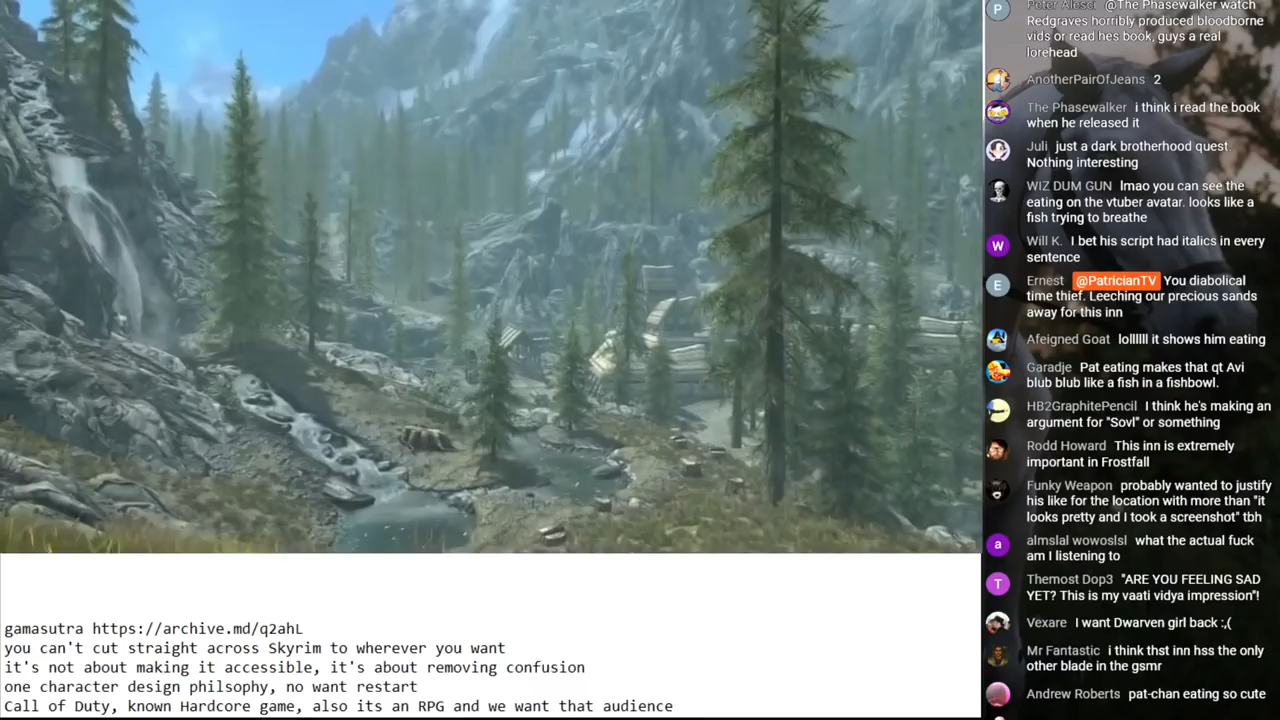 Peter Alesci @The Phasewalker watch
Redgraves horribly produced bloodborne
vids or read hes book, guys a real
lorehead
AnotherPairOfJeans 2
The Phasewalker i think i read the book
when he released it
Juli just a dark brotherhood quest.
Nothing interesting
WIZ DUM GUN lmao you can see the
eating on the vtuber avatar. looks like a
fish trying to breathe
Will K. I bet his script had italics in every
sentence
Ernest @PatricianTV You diabolical
time thief. Leeching our precious sands
away for this inn
Afeigned Goat lolllllll it shows him eating
Garadje Pat eating makes that qt Avi
blub blub like a fish in a fishbowl.
HB2GraphitePencil I think he's making an
argument for "Sovl" or something
Rodd Howard This inn is extremely
important in Frostfall
Funky Weapon probably wanted to justify
his like for the location with more than "it
looks pretty and I took a screenshot" tbh
almslal wowoslsl what the actual fuck
am I listening to
Themost Dop3 "ARE YOU FEELING SAD
YET? This is my vaati vidya impression"!
Vexare I want Dwarven girl back :,(
Mr Fantastic i think thst inn hss the only
other blade in the gsmr
Andrew Roberts pat-chan eating so cute
gamasutra https://archive.md/q2ahL
you can't cut straight across Skyrim to wherever you want
it's not about making it accessible, it's about removing confusion
one character design philsophy, no want restart
Call of Duty, known Hardcore game, also its an RPG and we want that audience